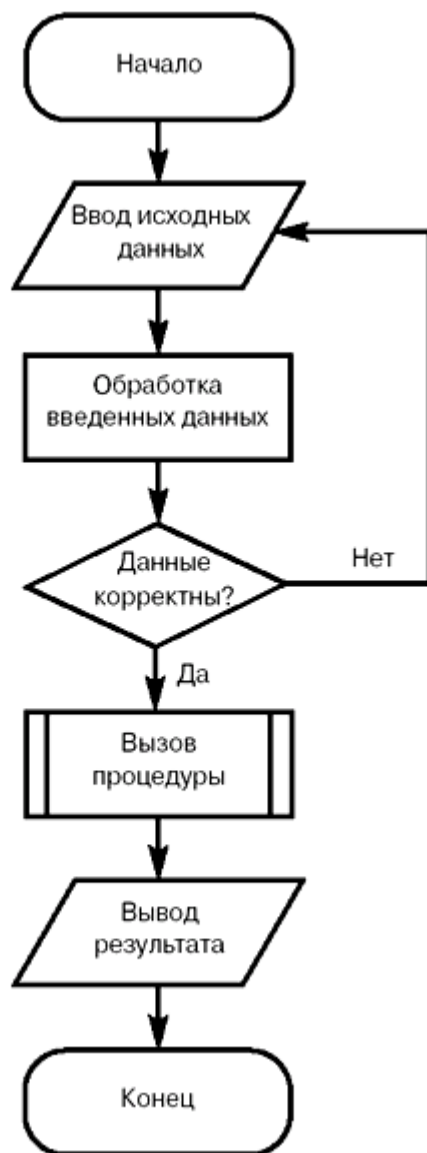 Начало
Ввод исходных
данных
Обработка
введенных данных
Данные
корректны?
Нет
Да
Вызов
процедуры
Вывод
результата
Конец